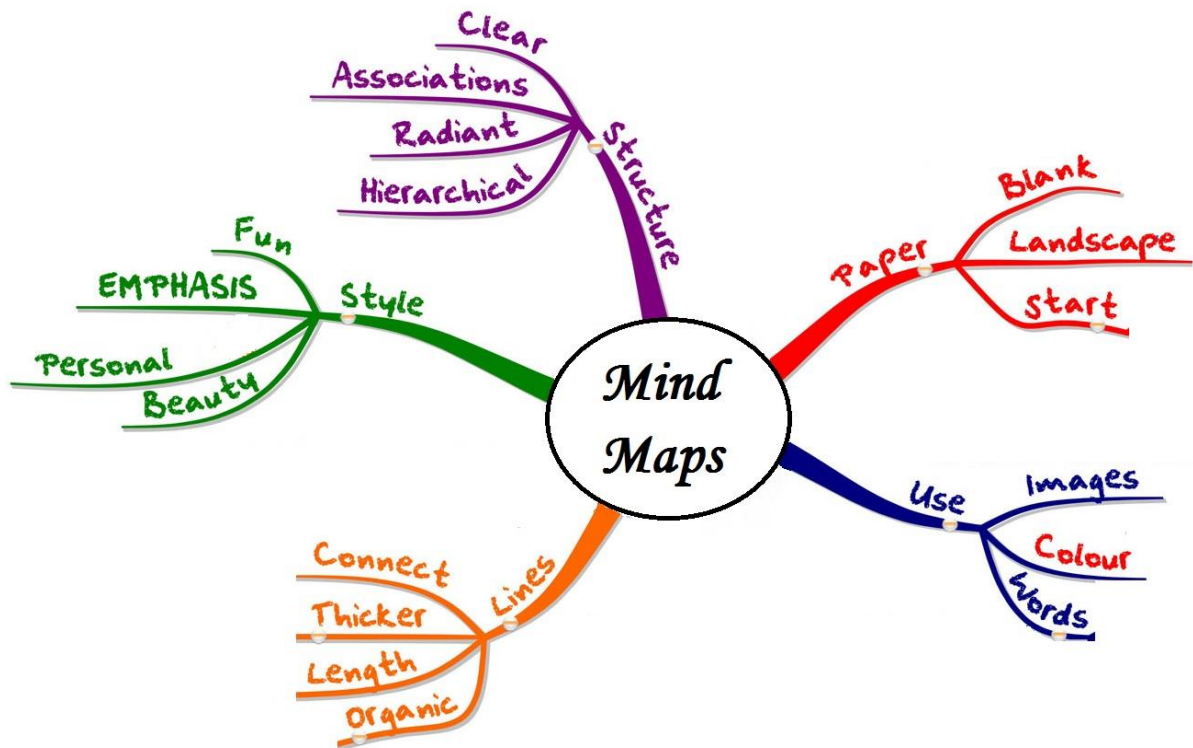 Mind
Maps
Structure
Clear
Associations
Radiant
Hierarchical
Paper
Blank
Landscape
Start
Use
Images
Colour
Words
Lines
Connect
Thicker
Length
Organic
Style
Fun
EMPHASIS
Personal
Beauty